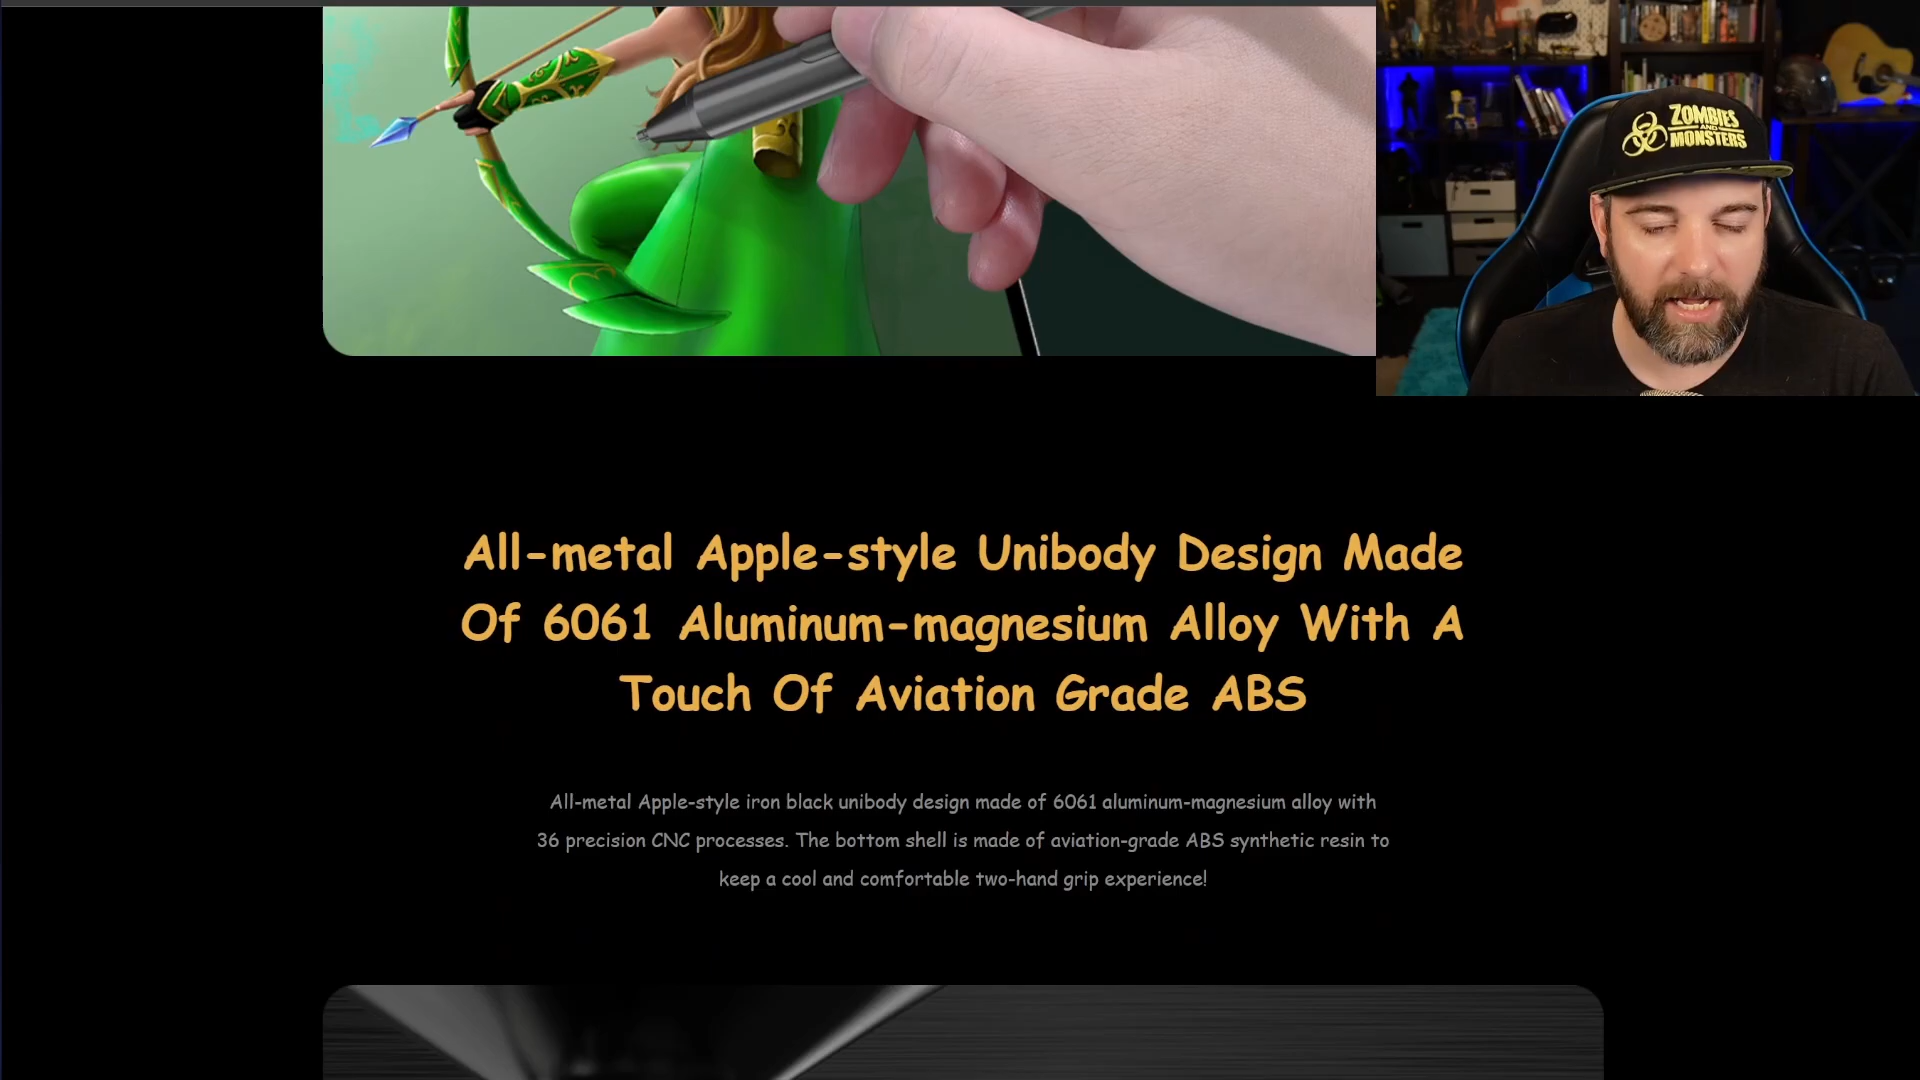 ZOMBIES
AND
MONSTERS
All-metal Apple-style Unibody Design Made
Of 6061 Aluminum-magnesium Alloy With A
Touch Of Aviation Grade ABS
All-metal Apple-style iron black unibody design made of 6061 aluminum-magnesium alloy with
36 precision CNC processes. The bottom shell is made of aviation-grade ABS synthetic resin to
keep a cool and comfortable two-hand grip experience!